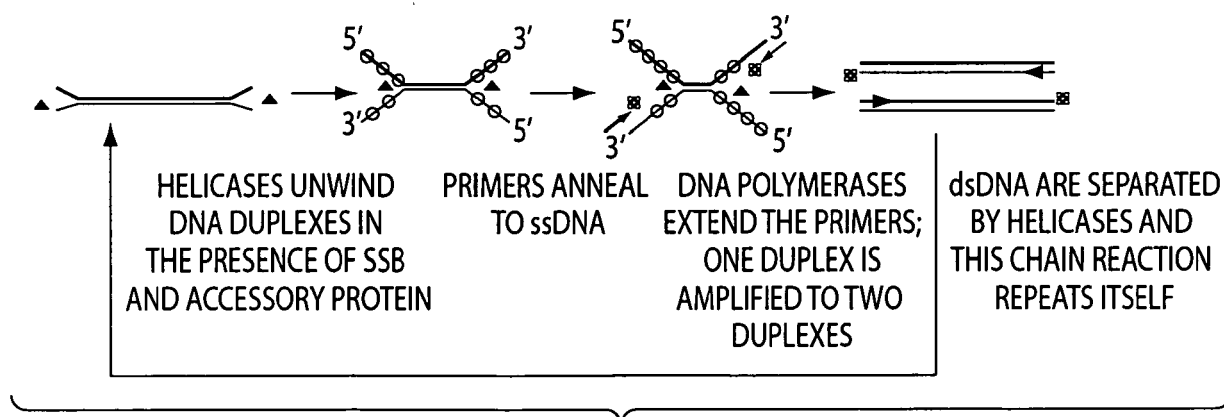 5′ 3′
3′ 5′
5′ 3′
3′ 5′
HELICASES UNWIND
DNA DUPLEXES IN
THE PRESENCE OF SSB
AND ACCESSORY PROTEIN
PRIMERS ANNEAL
TO ssDNA
DNA POLYMERASES
EXTEND THE PRIMERS;
ONE DUPLEX IS
AMPLIFIED TO TWO
DUPLEXES
dsDNA ARE SEPARATED
BY HELICASES AND
THIS CHAIN REACTION
REPEATS ITSELF